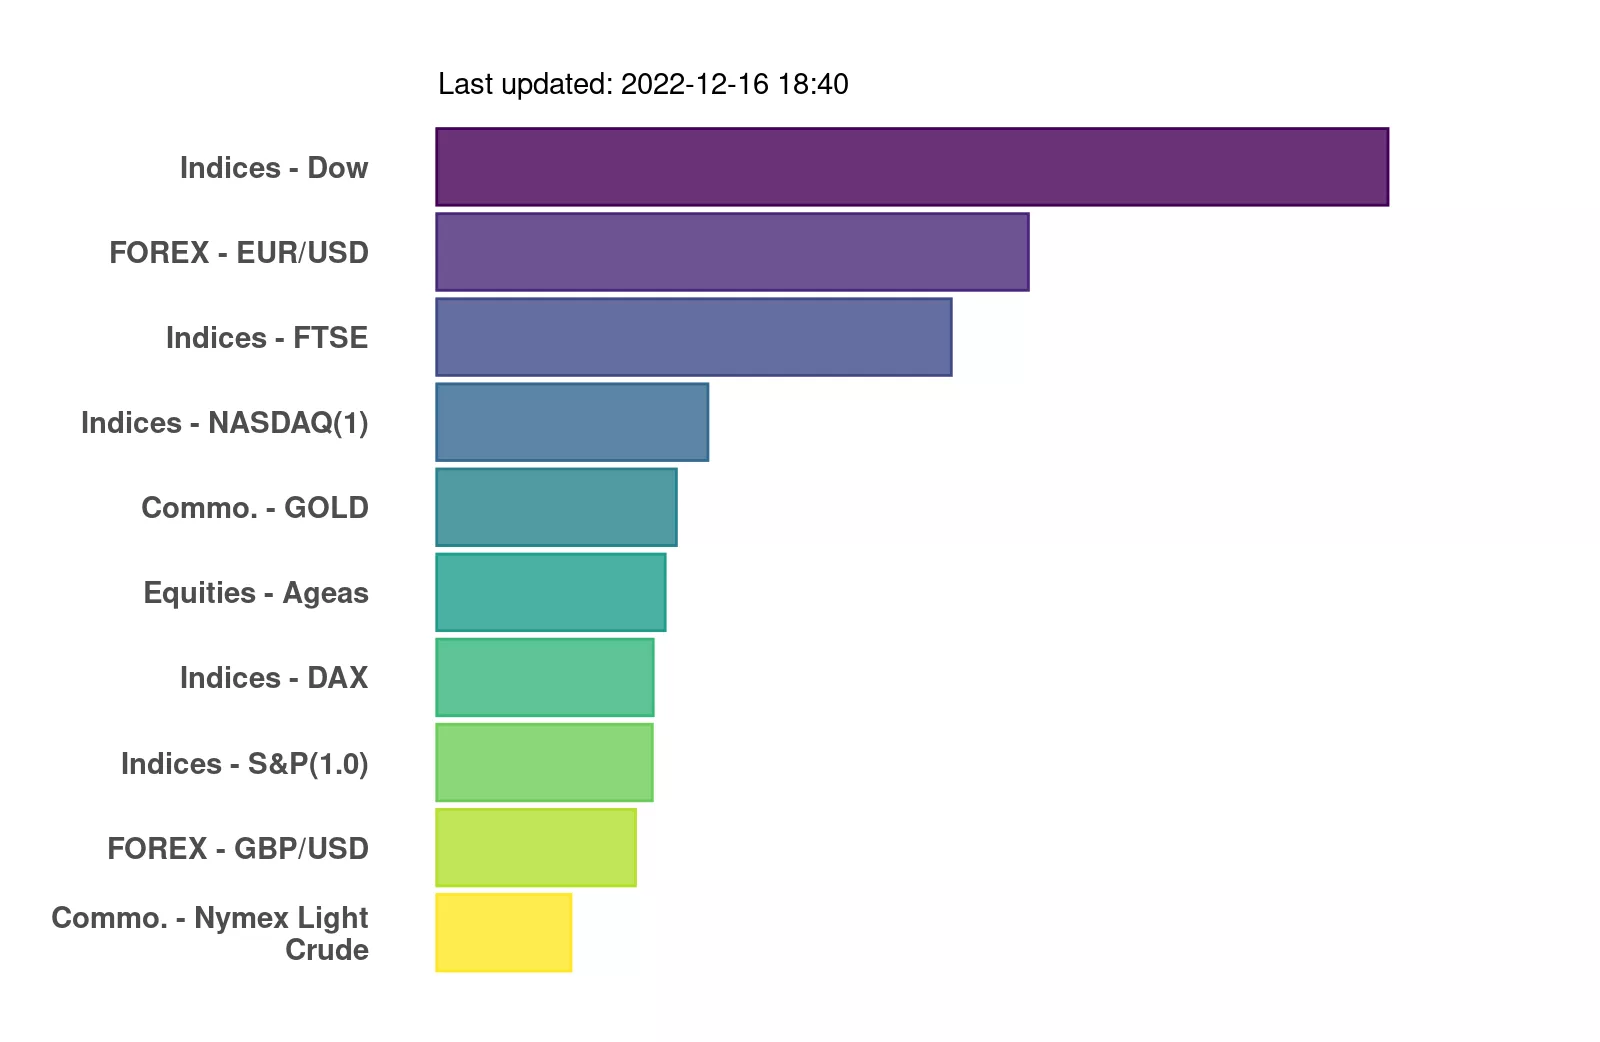 Last updated: 2022-12-16 18:40
Indices - Dow
FOREX - EUR/USD
Indices - FTSE
Indices - NASDAQ(1)
Commo. - GOLD
Equities - Ageas
Indices - DAX
Indices - S&P(1.0)
FOREX - GBP/USD
Commo. - Nymex Light
Crude